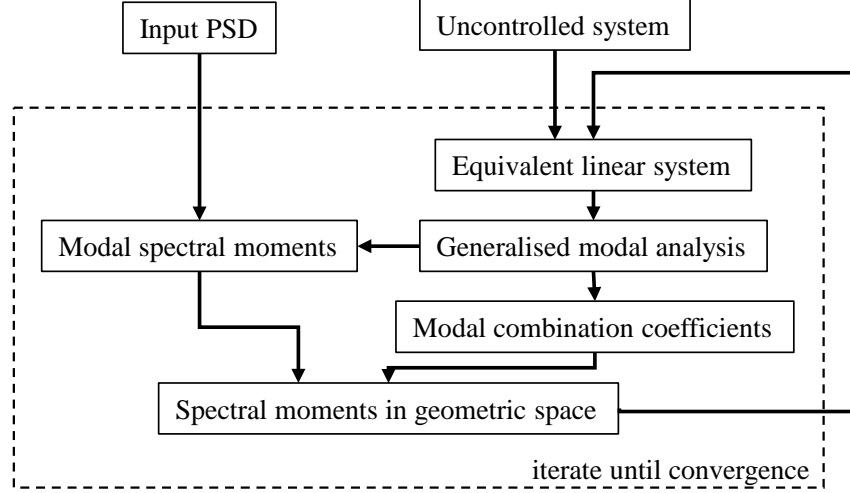 Input PSD
Uncontrolled system
Equivalent linear system
Modal spectral moments
Generalised modal analysis
Modal combination coefficients
Spectral moments in geometric space
iterate until convergence